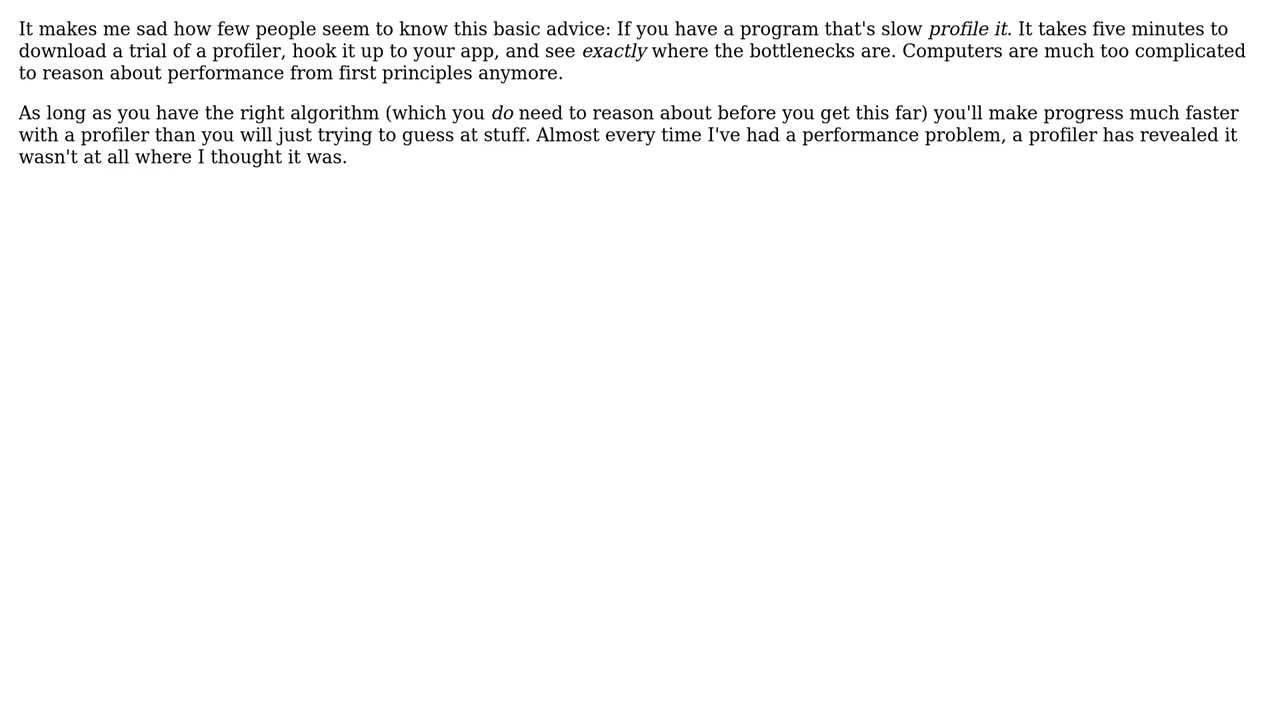 It makes me sad how few people seem to know this basic advice: If you have a program that's slow profile it. It takes five minutes to
download a trial of a profiler, hook it up to your app, and see exactly where the bottlenecks are. Computers are much too complicated
to reason about performance from first principles anymore.
As long as you have the right algorithm (which you do need to reason about before you get this far) you'll make progress much faster
with a profiler than you will just trying to guess at stuff. Almost every time I've had a performance problem, a profiler has revealed it
wasn't at all where I thought it was.